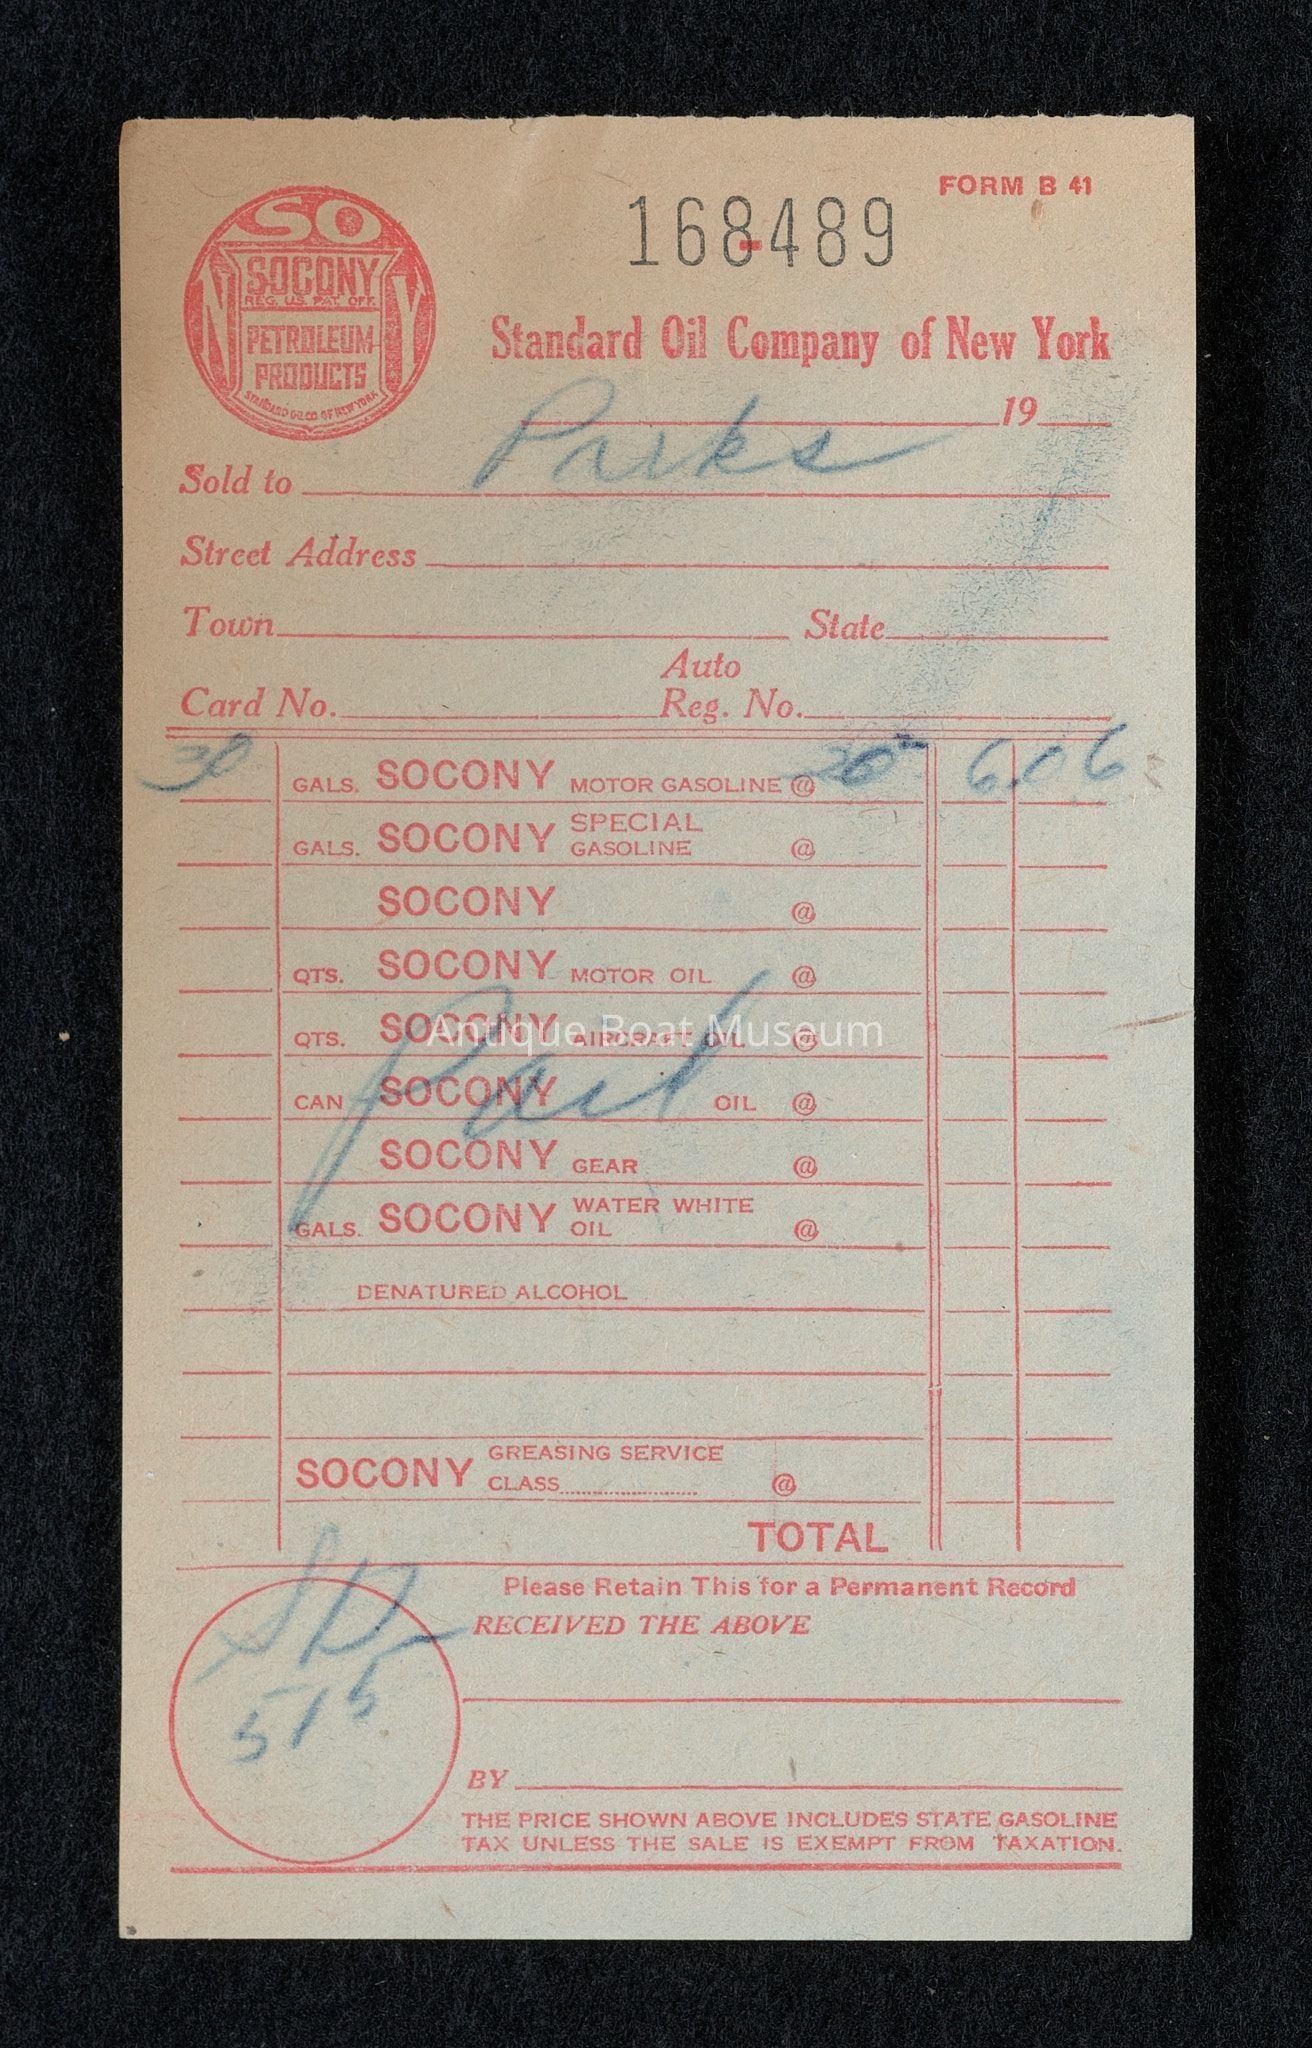 FORM B 41
168489
SO
N Y
SOCONY
REG. U.S. PAT. OFF.
PETROLEUM
PRODUCTS
STANDARD OIL CO. OF NEW YORK
Standard Oil Company of New York
19
Sold to Parks
Street Address
Town State
Auto
Card No. Reg. No.
30 GALS. SOCONY MOTOR GASOLINE @ 20² 6.06
GALS. SOCONY SPECIAL GASOLINE @
SOCONY @
QTS. SOCONY MOTOR OIL @
QTS. SOCONY AIRCRAFT OIL @
Antique Boat Museum
Paid
CAN SOCONY OIL @
SOCONY GEAR @
GALS. SOCONY WATER WHITE OIL @
DENATURED ALCOHOL
SOCONY GREASING SERVICE
CLASS @
TOTAL
Please Retain This for a Permanent Record
RECEIVED THE ABOVE
515
BY
THE PRICE SHOWN ABOVE INCLUDES STATE GASOLINE
TAX UNLESS THE SALE IS EXEMPT FROM TAXATION.